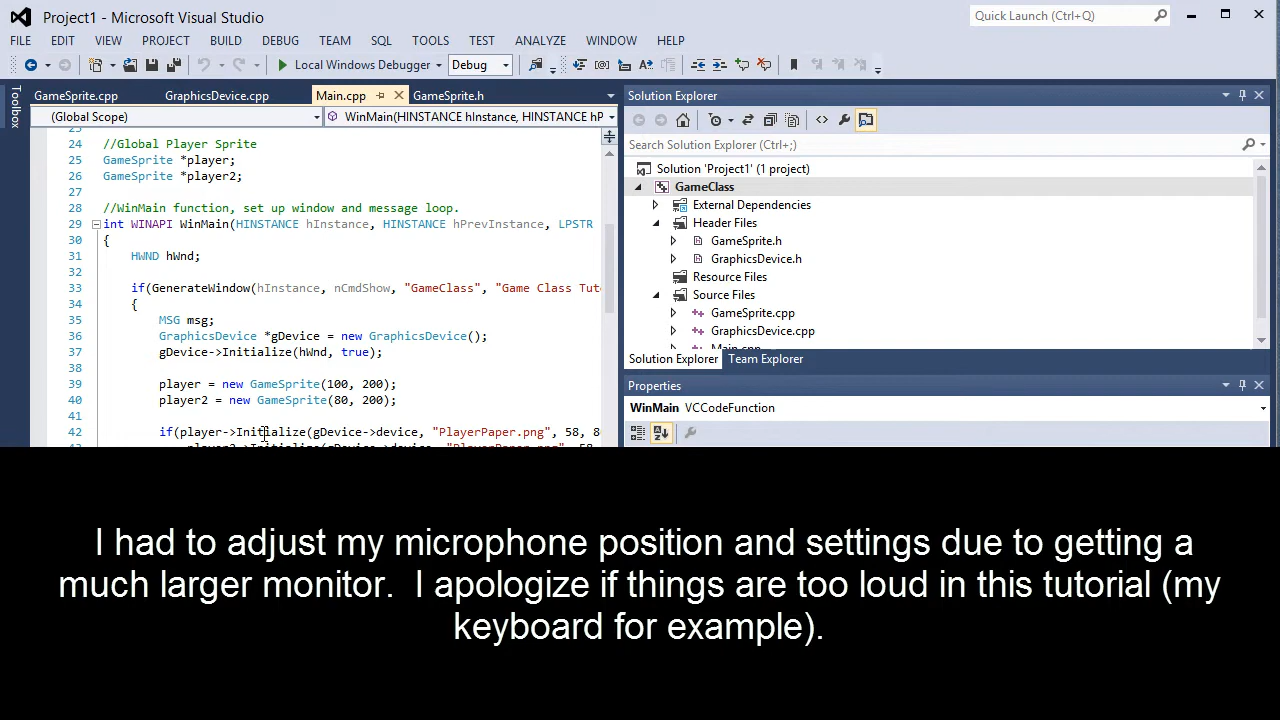 Project1 - Microsoft Visual Studio
Quick Launch (Ctrl+Q)
FILE EDIT VIEW PROJECT BUILD DEBUG TEAM SQL TOOLS TEST ANALYZE WINDOW HELP
Local Windows Debugger Debug
Toolbox
GameSprite.cpp GraphicsDevice.cpp Main.cpp GameSprite.h
(Global Scope) WinMain(HINSTANCE hInstance, HINSTANCE hP
24 //Global Player Sprite
25 GameSprite *player;
26 GameSprite *player2;
27
28 //WinMain function, set up window and message loop.
29 int WINAPI WinMain(HINSTANCE hInstance, HINSTANCE hPrevInstance, LPSTR
30 {
31 HWND hWnd;
32
33 if(GenerateWindow(hInstance, nCmdShow, "GameClass", "Game Class Tut
34 {
35 MSG msg;
36 GraphicsDevice *gDevice = new GraphicsDevice();
37 gDevice->Initialize(hWnd, true);
38
39 player = new GameSprite(100, 200);
40 player2 = new GameSprite(80, 200);
41
42 if(player->Initialize(gDevice->device, "PlayerPaper.png", 58, 8
Solution Explorer
Search Solution Explorer (Ctrl+;)
Solution 'Project1' (1 project)
GameClass
External Dependencies
Header Files
GameSprite.h
GraphicsDevice.h
Resource Files
Source Files
GameSprite.cpp
GraphicsDevice.cpp
Main.cpp
Solution Explorer Team Explorer
Properties
WinMain VCCodeFunction
I had to adjust my microphone position and settings due to getting a
much larger monitor. I apologize if things are too loud in this tutorial (my
keyboard for example).